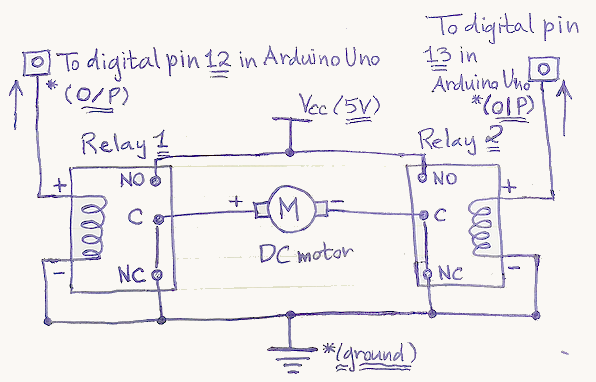 To digital pin 12 in Arduino Uno
*(O/P)
To digital pin
13 in
Arduino Uno
*(O/P)
Vcc (5V)
Relay 1
Relay 2
NO
NO
+
+
C
+
M
-
C
DC motor
-
NC
NC
-
*(ground)